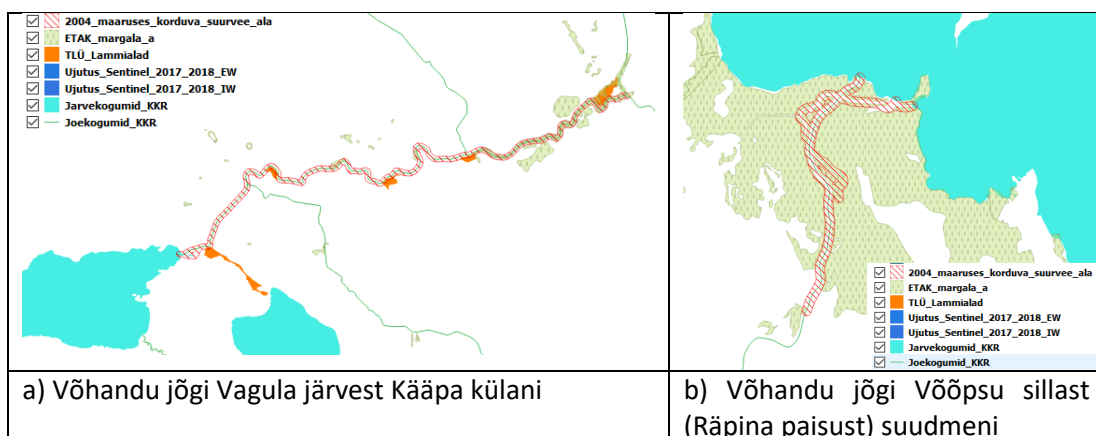 2004_maaruses_korduva_suurvee_ala
ETAK_margala_a
TLÜ_Lammialad
Ujutus_Sentinel_2017_2018_EW
Ujutus_Sentinel_2017_2018_IW
Jarvekogumid_KKR
Joekogumid_KKR
2004_maaruses_korduva_suurvee_ala
ETAK_margala_a
TLÜ_Lammialad
Ujutus_Sentinel_2017_2018_EW
Ujutus_Sentinel_2017_2018_IW
Jarvekogumid_KKR
Joekogumid_KKR
a) Võhandu jõgi Vagula järvest Kääpa külani
b) Võhandu jõgi Võõpsu sillast
(Räpina paisust) suudmeni